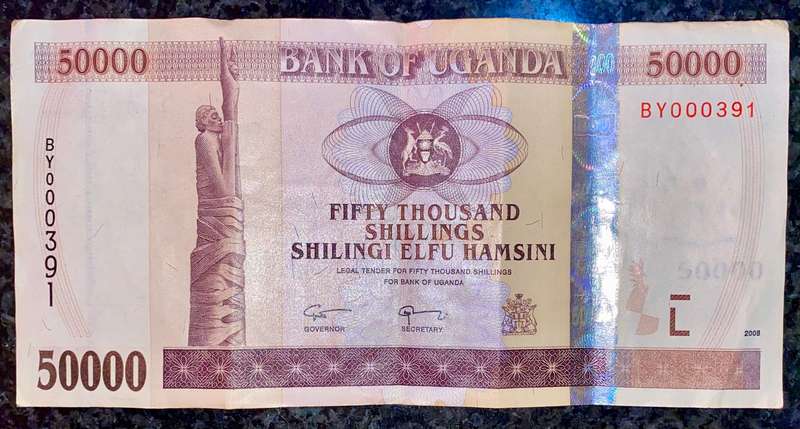 50000
BANK OF UGANDA
50000
BY000391
BY000391
FIFTY THOUSAND
SHILLINGS
SHILINGI ELFU HAMSINI
LEGAL TENDER FOR FIFTY THOUSAND SHILLINGS
FOR BANK OF UGANDA
50000
GOVERNOR
SECRETARY
2008
50000